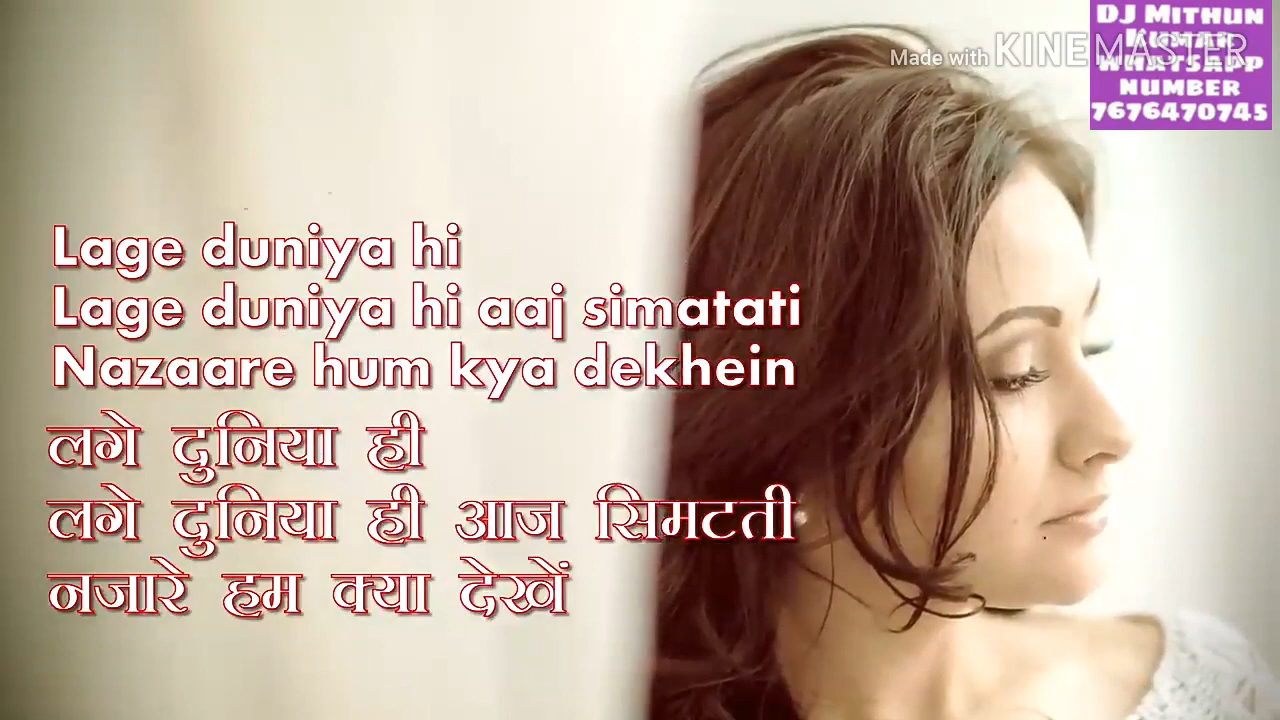 DJ Mithun
Kumar
WHATSAPP
NUMBER
7676470745
Made with KINEMASTER
Lage duniya hi
Lage duniya hi aaj simatati
Nazaare hum kya dekhein
लगे दुनिया ही
लगे दुनिया ही आज सिमटती
नजारे हम क्या देखें